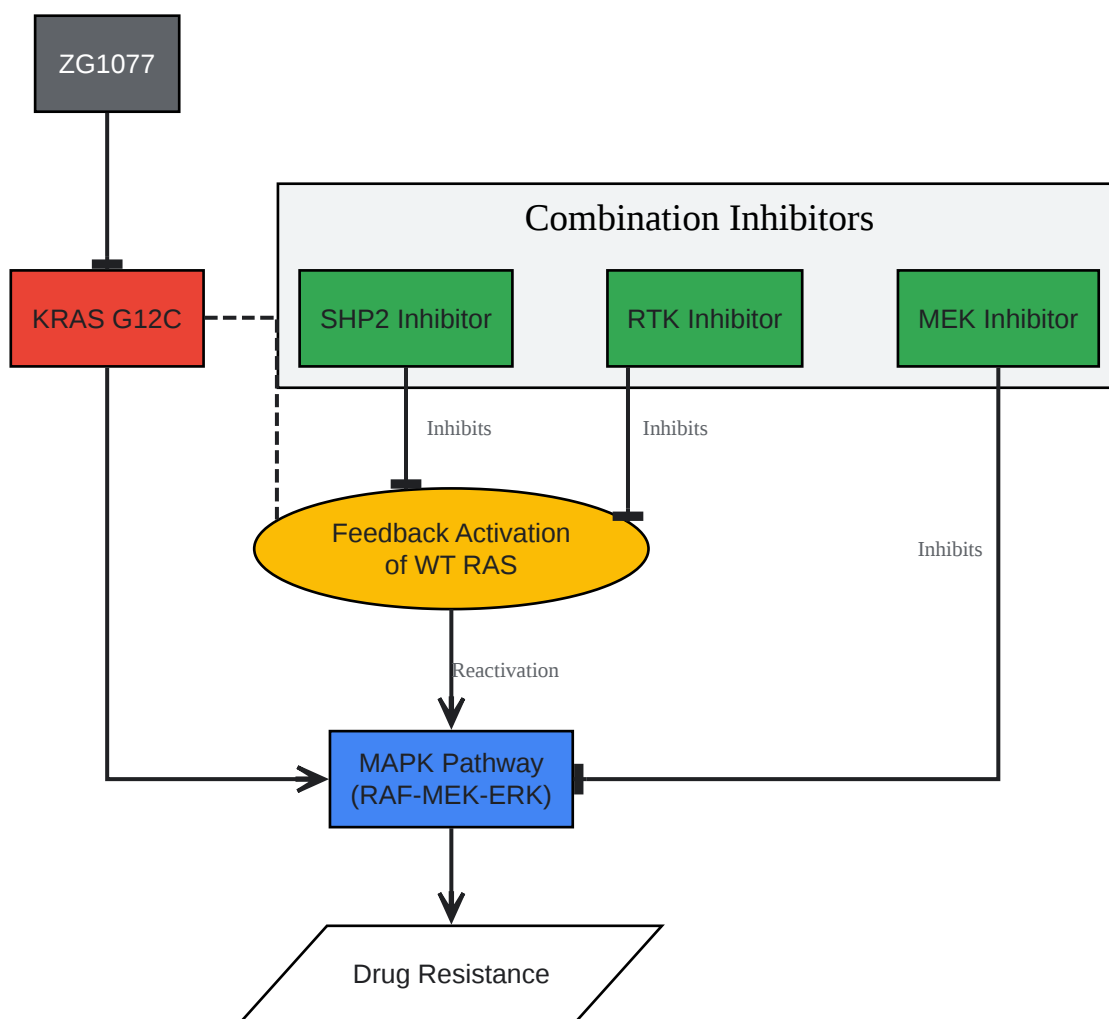 ZG1077
Combination Inhibitors
KRAS G12C
SHP2 Inhibitor
RTK Inhibitor
MEK Inhibitor
Inhibits
Inhibits
Feedback Activation
of WT RAS
Inhibits
Reactivation
MAPK Pathway
(RAF-MEK-ERK)
Drug Resistance